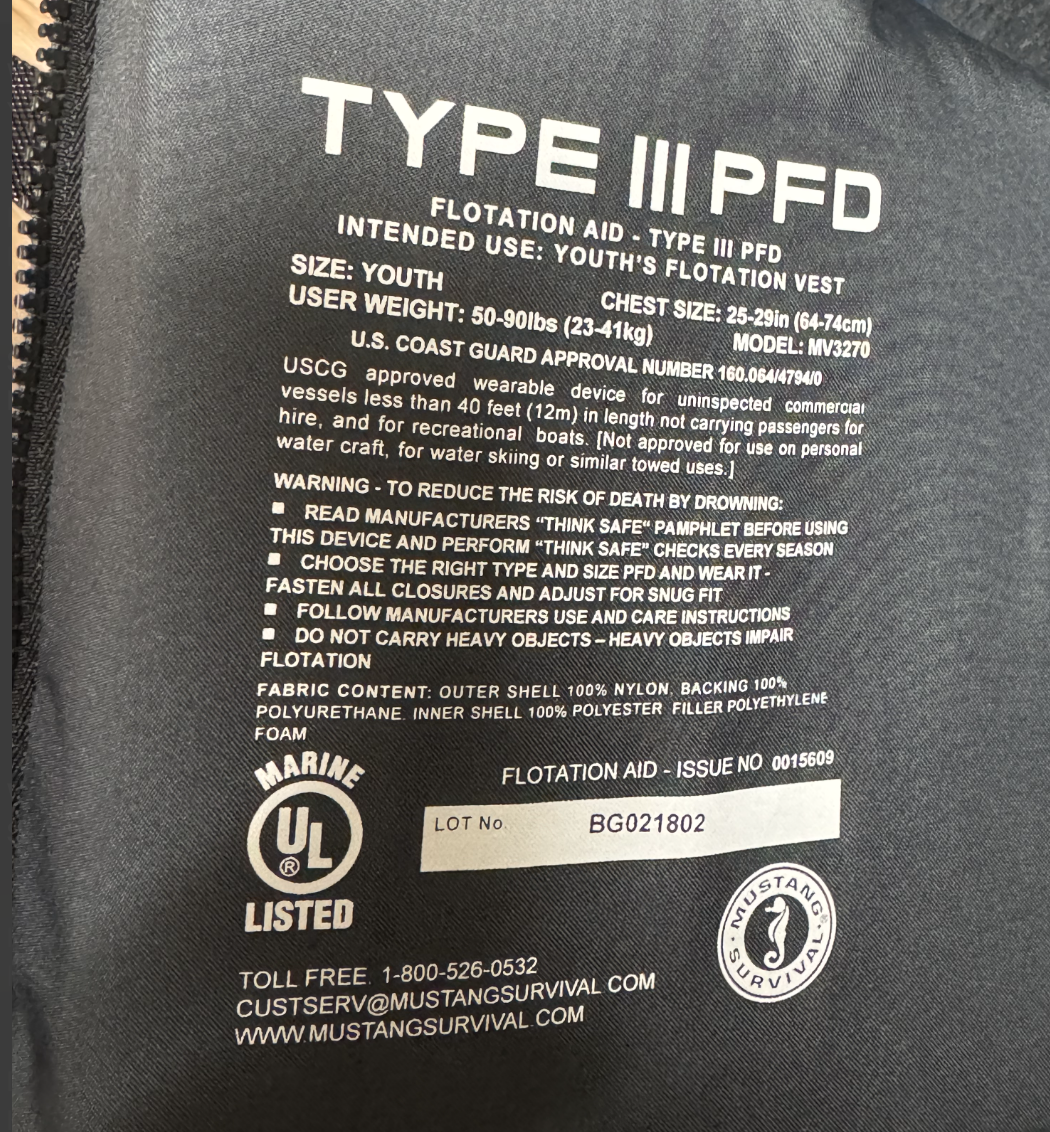 TYPE III PFD
FLOTATION AID - TYPE III PFD
INTENDED USE: YOUTH'S FLOTATION VEST
SIZE: YOUTH
CHEST SIZE: 25-29in (64-74cm)
USER WEIGHT: 50-90lbs (23-41kg)
MODEL: MV3270
U.S. COAST GUARD APPROVAL NUMBER 160.064/4794/0
USCG approved wearable device for uninspected commercial
vessels less than 40 feet (12m) in length not carrying passengers for
hire, and for recreational boats. [Not approved for use on personal
water craft, for water skiing or similar towed uses.]
WARNING - TO REDUCE THE RISK OF DEATH BY DROWNING:
■ READ MANUFACTURERS “THINK SAFE“ PAMPHLET BEFORE USING
THIS DEVICE AND PERFORM “THINK SAFE” CHECKS EVERY SEASON
■ CHOOSE THE RIGHT TYPE AND SIZE PFD AND WEAR IT -
FASTEN ALL CLOSURES AND ADJUST FOR SNUG FIT
■ FOLLOW MANUFACTURERS USE AND CARE INSTRUCTIONS
■ DO NOT CARRY HEAVY OBJECTS – HEAVY OBJECTS IMPAIR
FLOTATION
FABRIC CONTENT: OUTER SHELL 100% NYLON, BACKING 100%
POLYURETHANE. INNER SHELL 100% POLYESTER FILLER POLYETHYLENE
FOAM
MARINE
UL
®
LISTED
FLOTATION AID - ISSUE NO 0015609
LOT No. BG021802
MUSTANG®
SURVIVAL
TOLL FREE. 1-800-526-0532
CUSTSERV@MUSTANGSURVIVAL.COM
WWW.MUSTANGSURVIVAL.COM